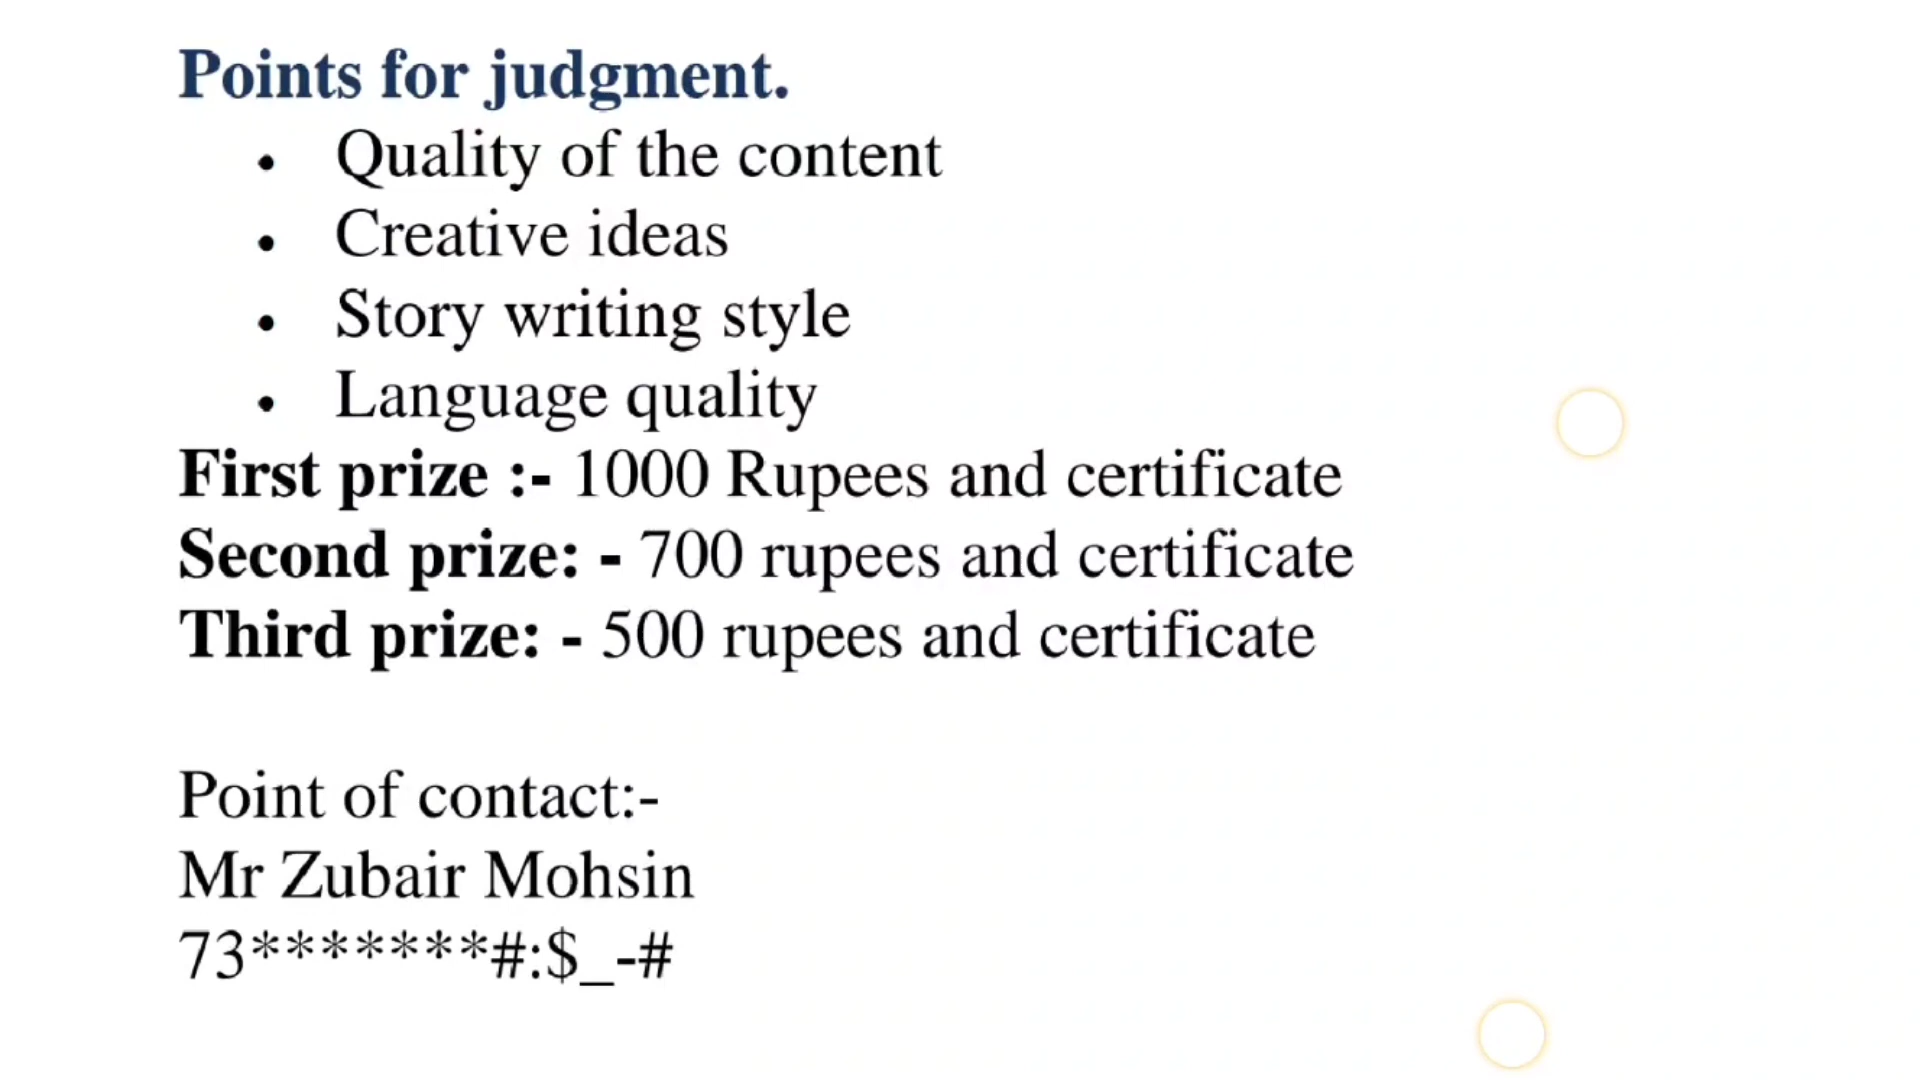 Points for judgment.
• Quality of the content
• Creative ideas
• Story writing style
• Language quality
First prize :- 1000 Rupees and certificate
Second prize: - 700 rupees and certificate
Third prize: - 500 rupees and certificate
Point of contact:-
Mr Zubair Mohsin
73*******#:$_-#